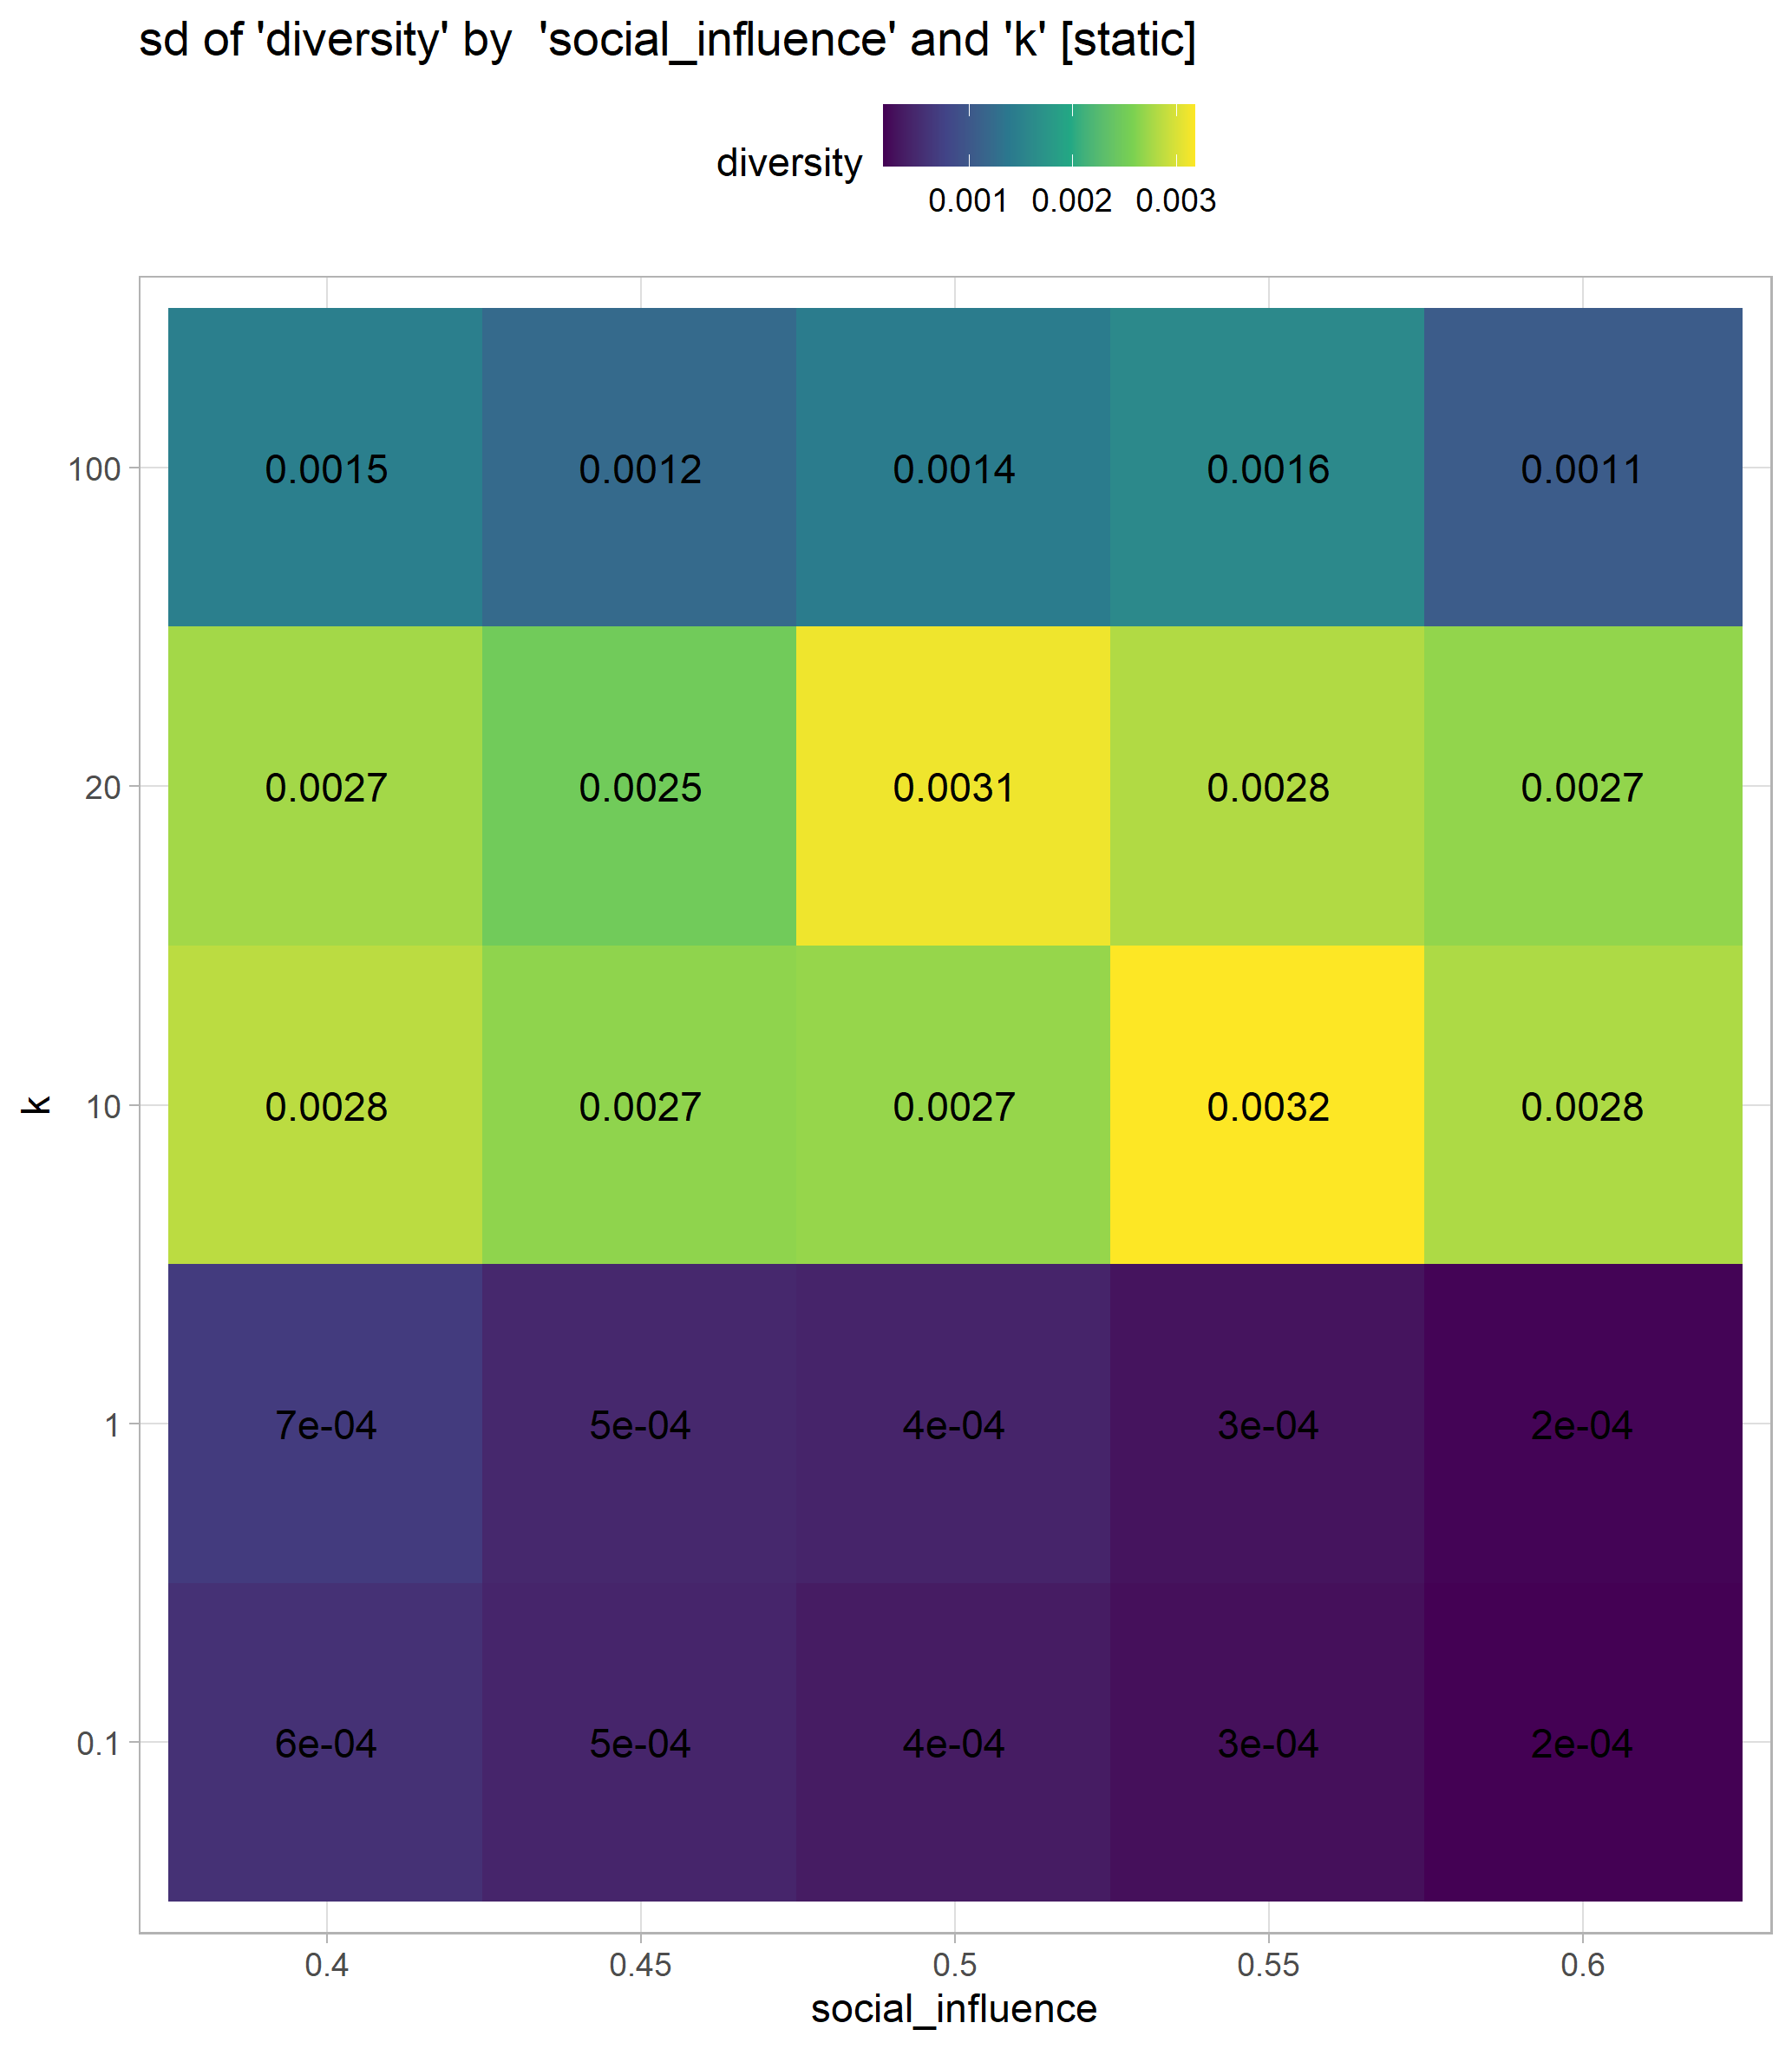 sd of 'diversity' by  'social_influence' and 'k' [static]
diversity
0.001 0.002 0.003
100 0.0015 0.0012 0.0014 0.0016 0.0011
20 0.0027 0.0025 0.0031 0.0028 0.0027
k
10 0.0028 0.0027 0.0027 0.0032 0.0028
1 7e-04 5e-04 4e-04 3e-04 2e-04
0.1 6e-04 5e-04 4e-04 3e-04 2e-04
0.4 0.45 0.5 0.55 0.6
social_influence